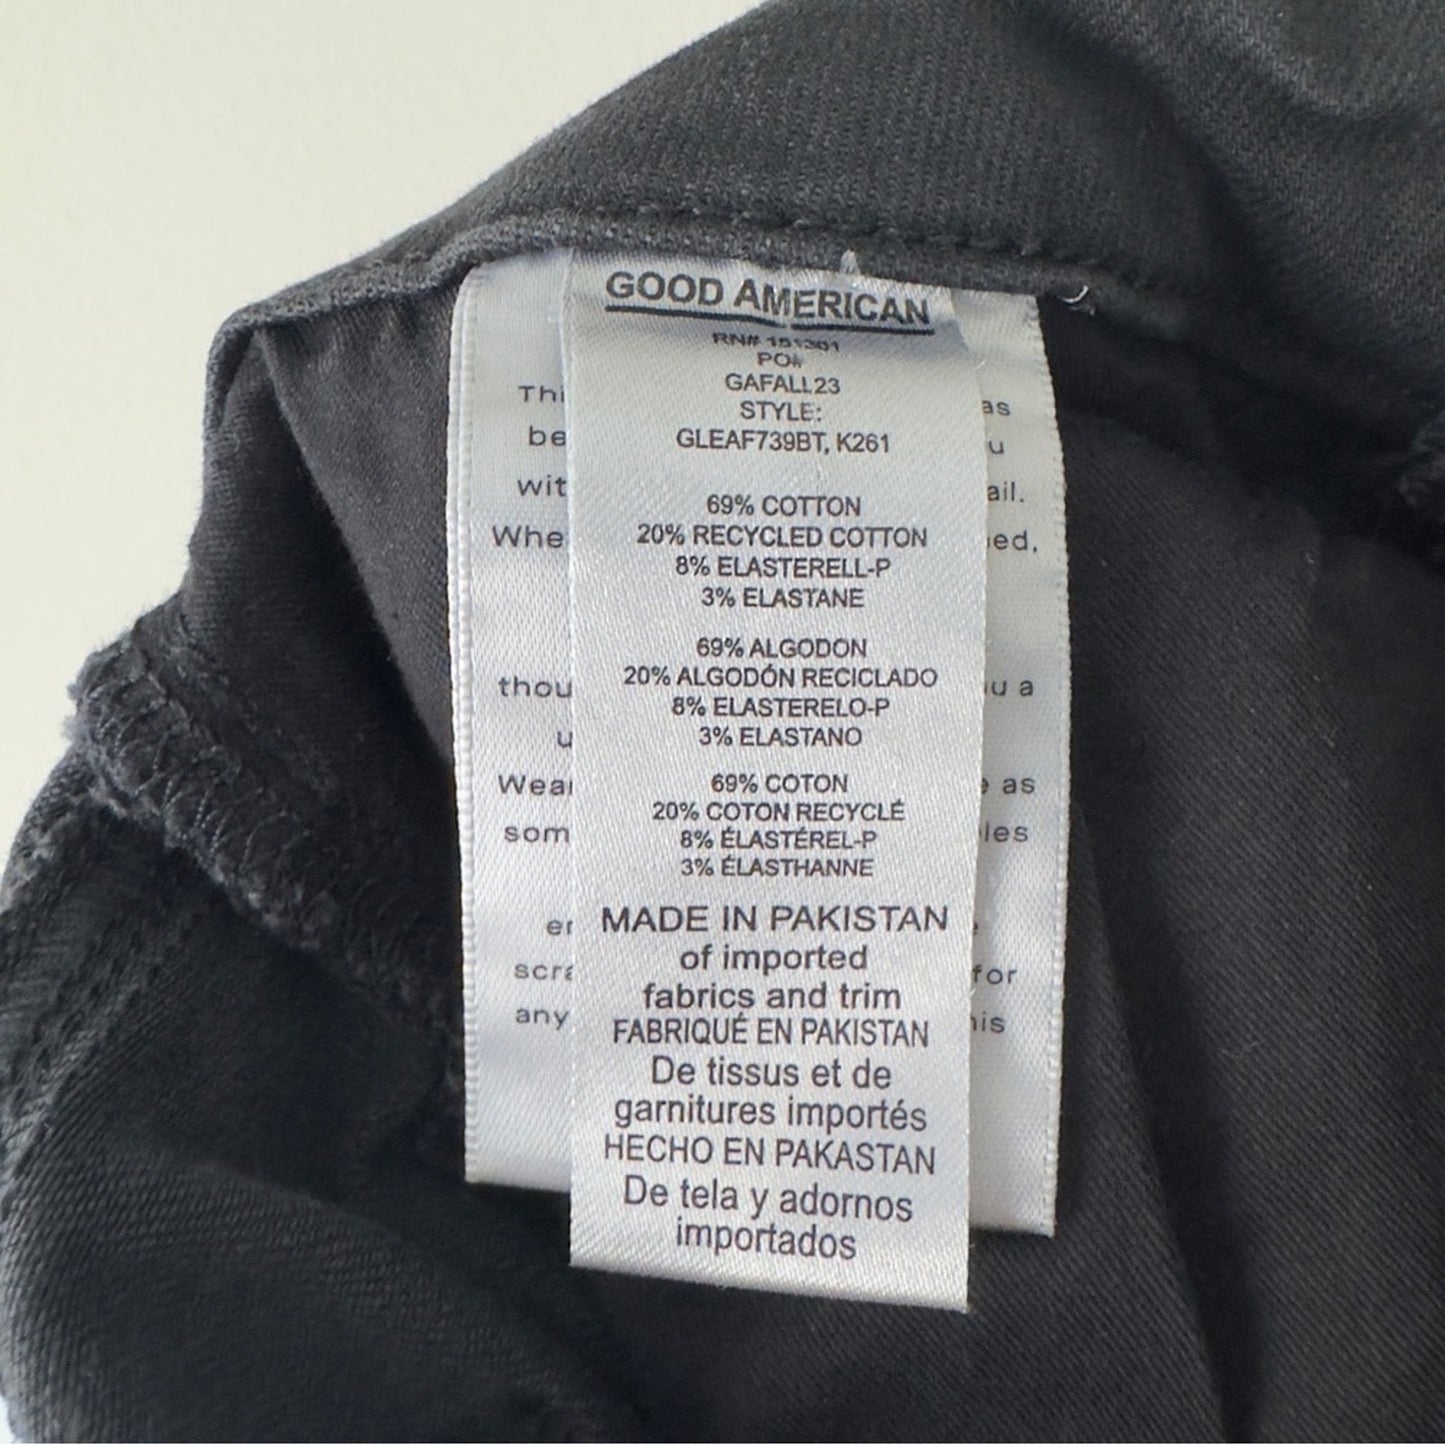 GOOD AMERICAN
RN# 151301
PO#
GAFALL23
STYLE:
GLEAF739BT, K261
69% COTTON
20% RECYCLED COTTON
8% ELASTERELL-P
3% ELASTANE
69% ALGODON
20% ALGODÓN RECICLADO
8% ELASTERELO-P
3% ELASTANO
69% COTON
20% COTON RECYCLÉ
8% ÉLASTÉREL-P
3% ÉLASTHANNE
MADE IN PAKISTAN
of imported
fabrics and trim
FABRIQUÉ EN PAKISTAN
De tissus et de
garnitures importés
HECHO EN PAKASTAN
De tela y adornos
importados